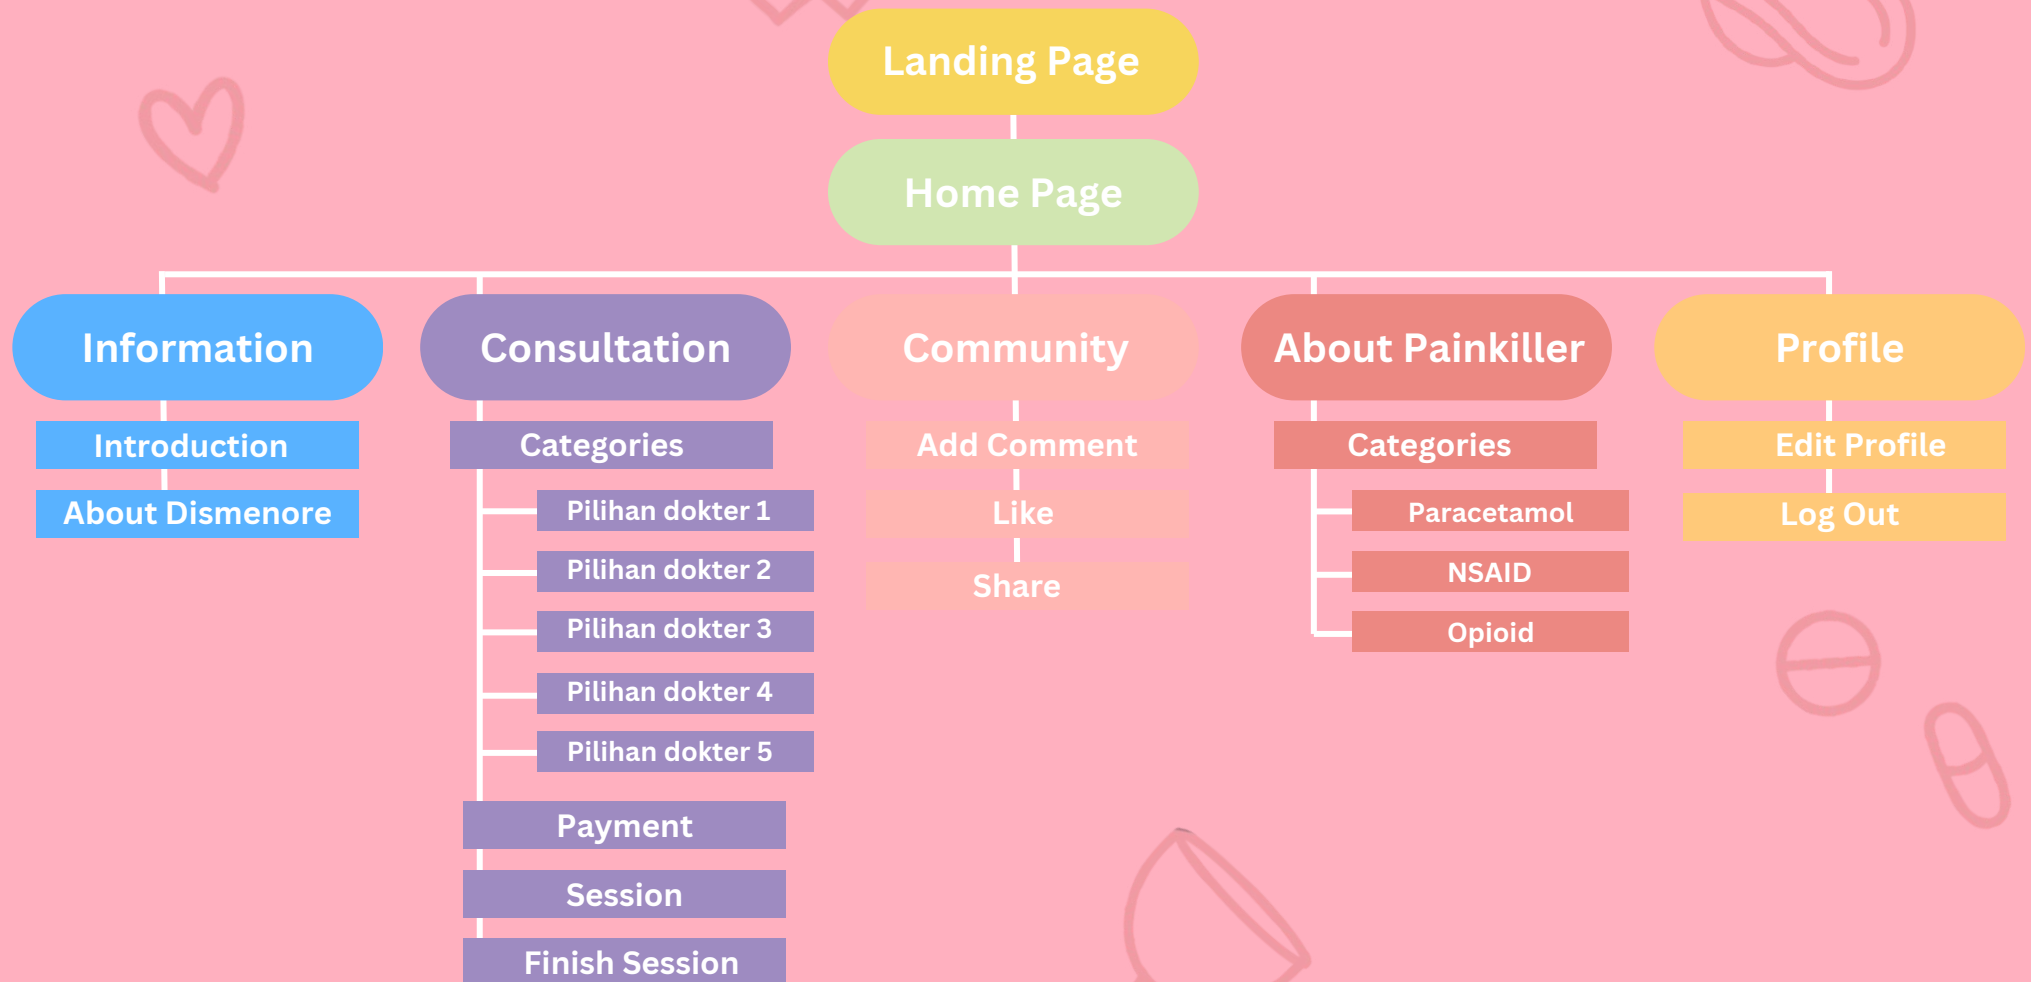 Landing Page
Home Page
Information
Consultation
Community
About Painkiller
Profile
Introduction
About Dismenore
Categories
Pilihan dokter 1
Pilihan dokter 2
Pilihan dokter 3
Pilihan dokter 4
Pilihan dokter 5
Payment
Session
Finish Session
Add Comment
Like
Share
Categories
Paracetamol
NSAID
Opioid
Edit Profile
Log Out